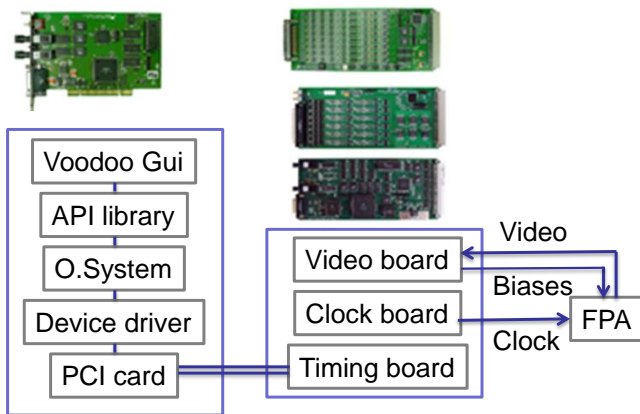 Voodoo Gui
API library
O.System
Device driver
PCI card
Video board
Clock board
Timing board
Video
Biases
Clock
FPA